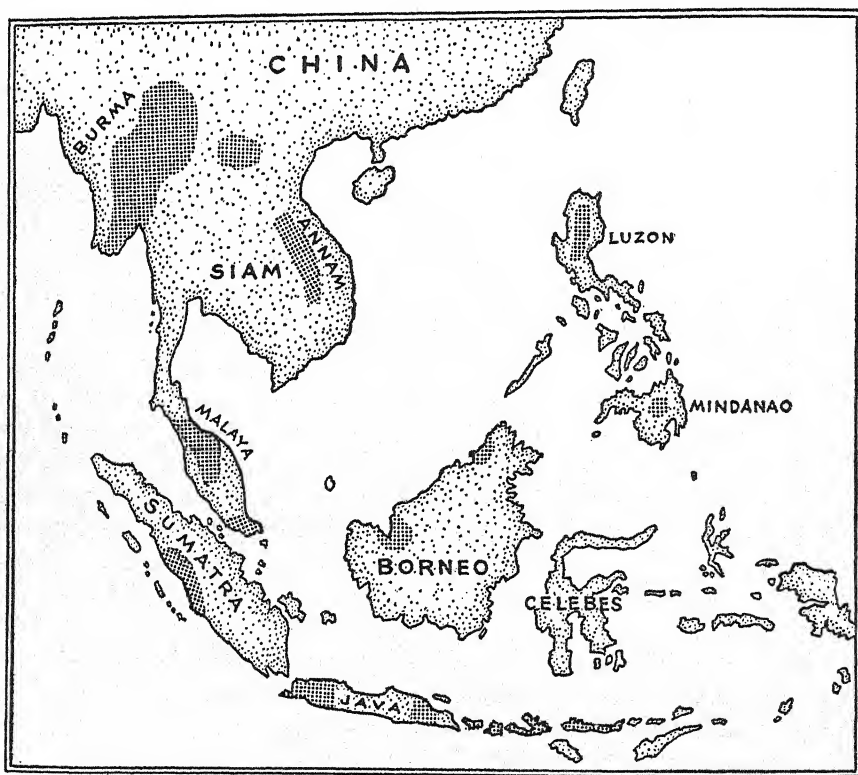 CHINA
BURMA
ANNAM
SIAM
LUZON
MALAYA
MINDANAO
SUMATRA
BORNEO
CELEBES
JAVA